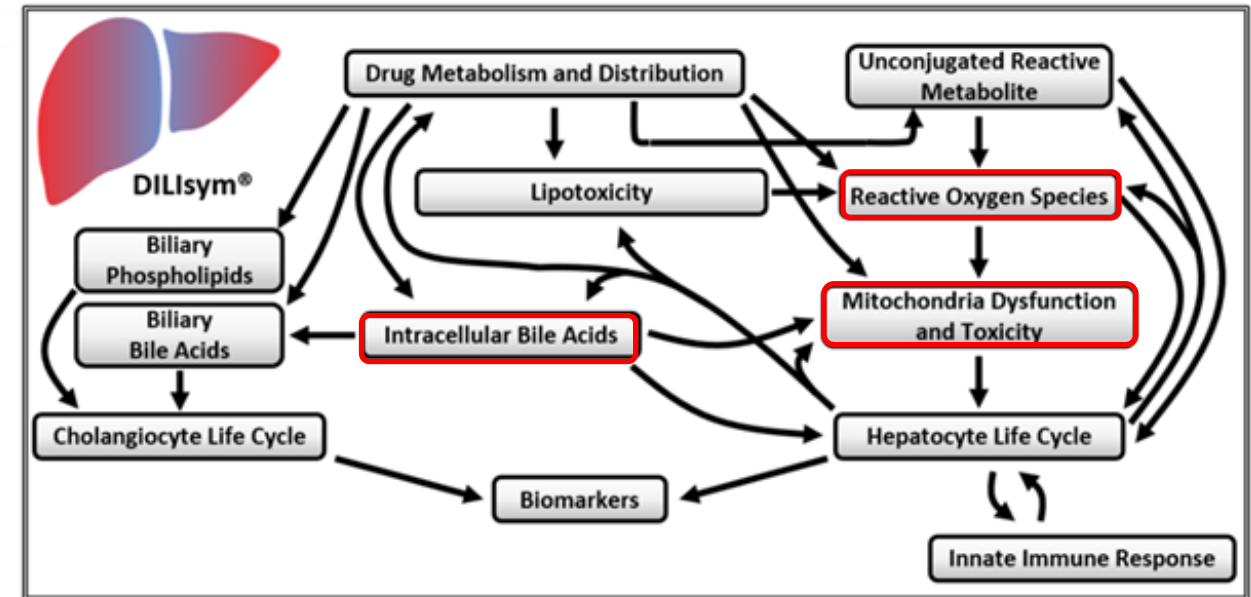 Drug Metabolism and Distribution
Unconjugated Reactive
Metabolite
DILIsym®
Lipotoxicity
Reactive Oxygen Species
Biliary
Phospholipids
Mitochondria Dysfunction
and Toxicity
Biliary
Bile Acids
Intracellular Bile Acids
Cholangiocyte Life Cycle
Hepatocyte Life Cycle
Biomarkers
Innate Immune Response